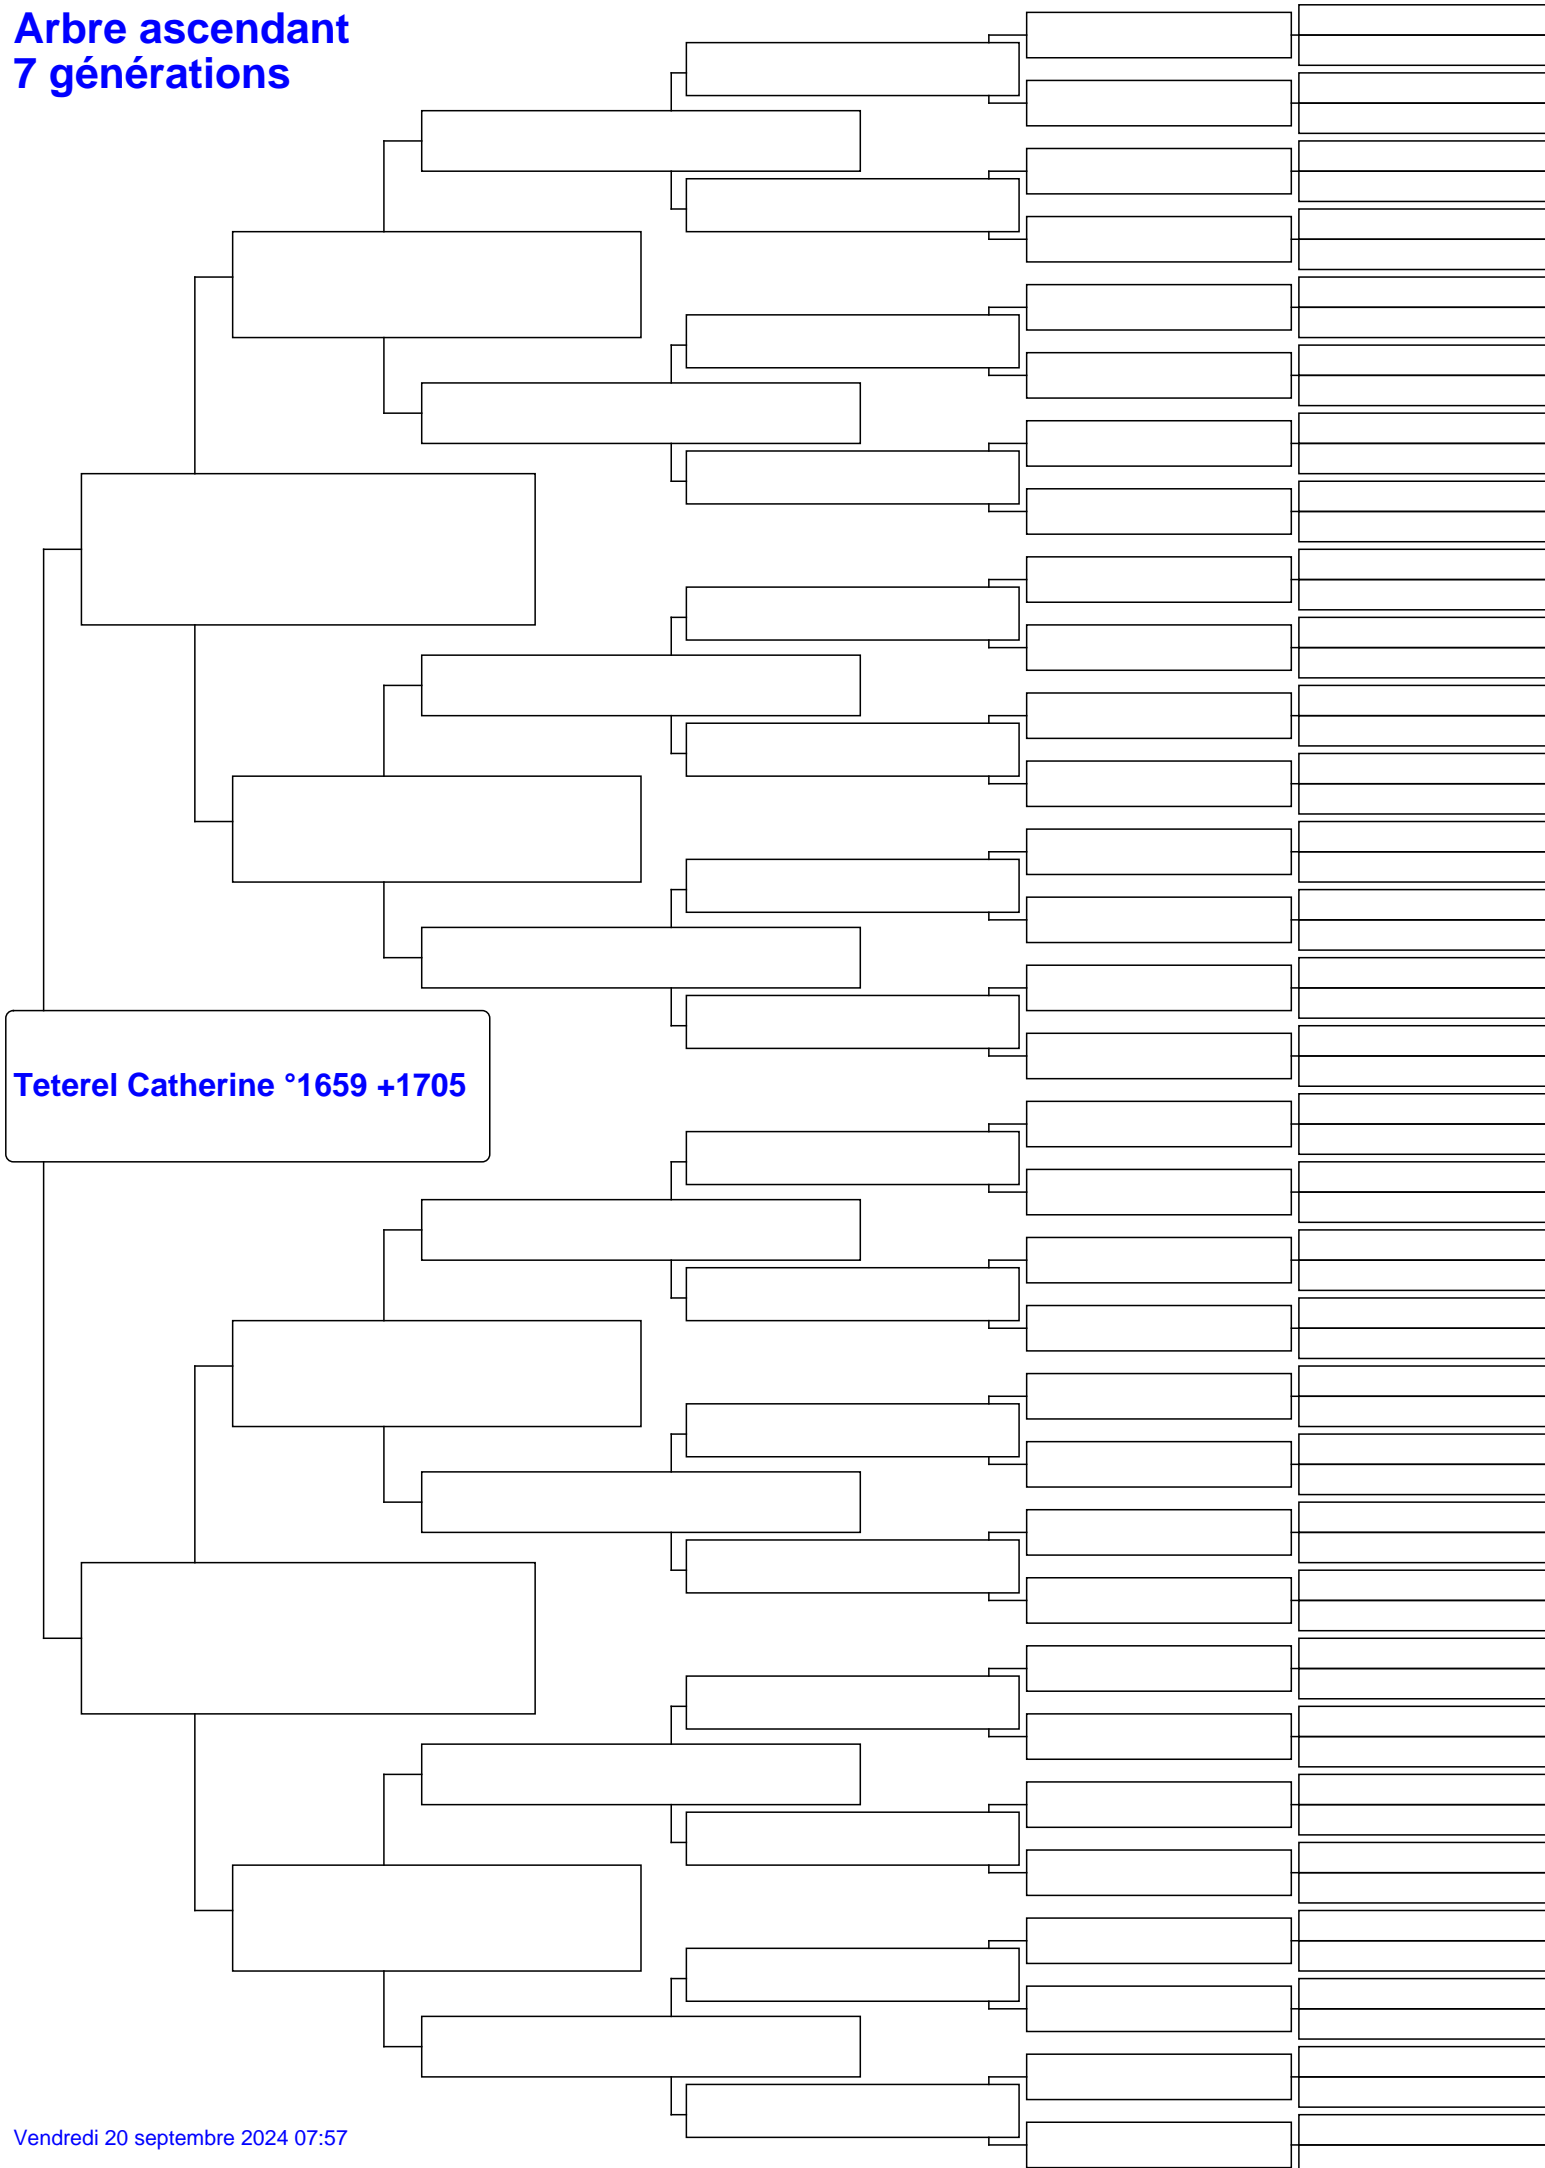 Arbre ascendant
7 générations
Teterel Catherine °1659 +1705
Vendredi 20 septembre 2024 07:57